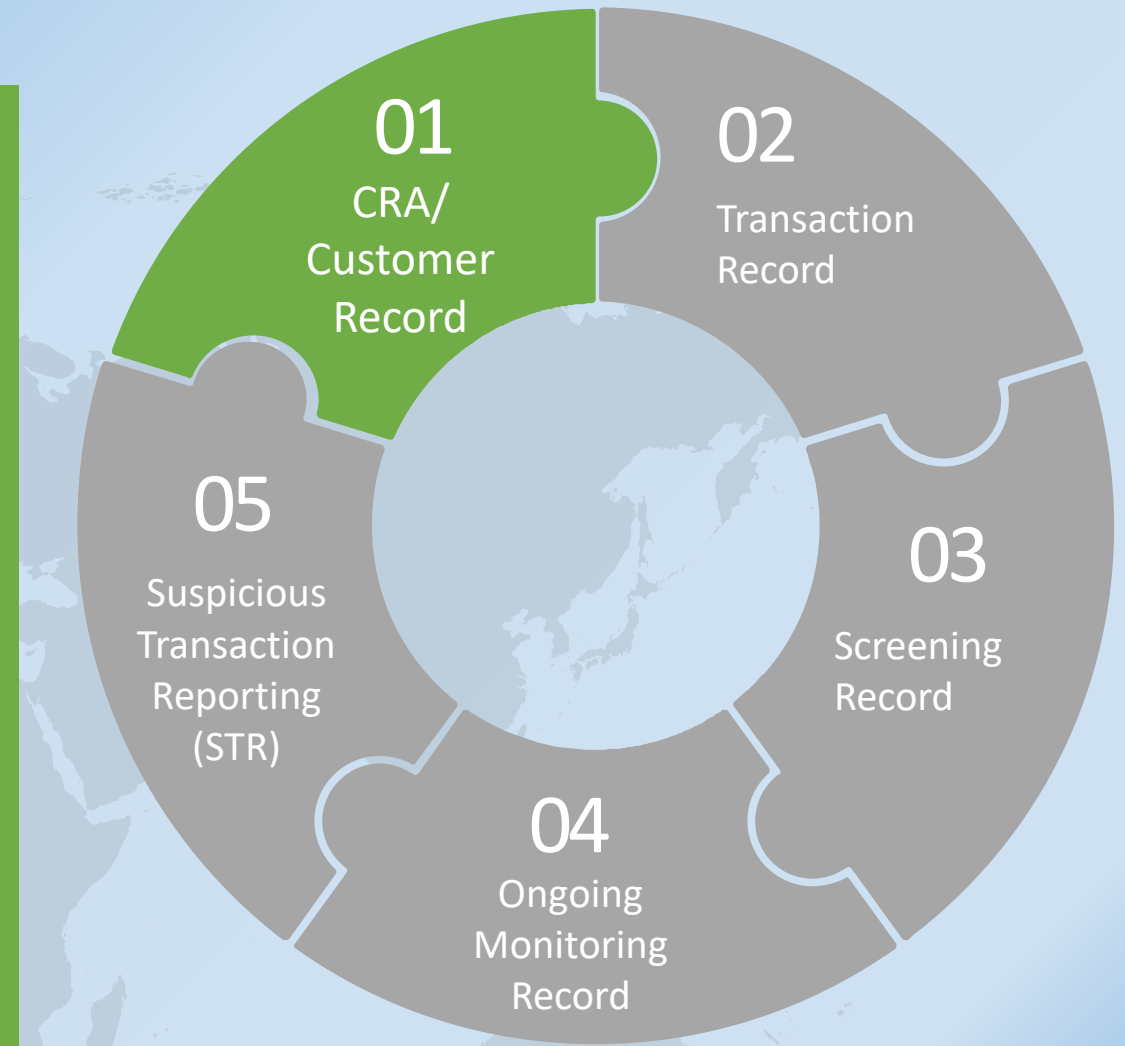 01
CRA/
Customer
Record
02
Transaction
Record
03
Screening
Record
04
Ongoing
Monitoring
Record
05
Suspicious
Transaction
Reporting
(STR)